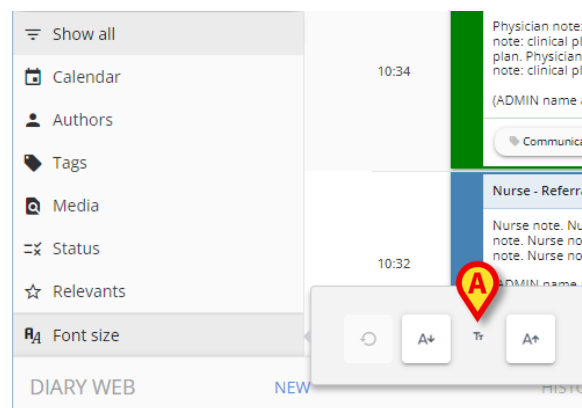 Show all
Calendar
Authors
Tags
Media
Status
Relevants
Font size
DIARY WEB
NEW
10:34
Physician note:
note: clinical pl
plan. Physician
note: clinical pl
(ADMIN name
Communica
10:32
Nurse - Referra
Nurse note. Nu
note. Nurse no
note. Nurse no
ADMIN name
A
A
Tr
A
HISTO